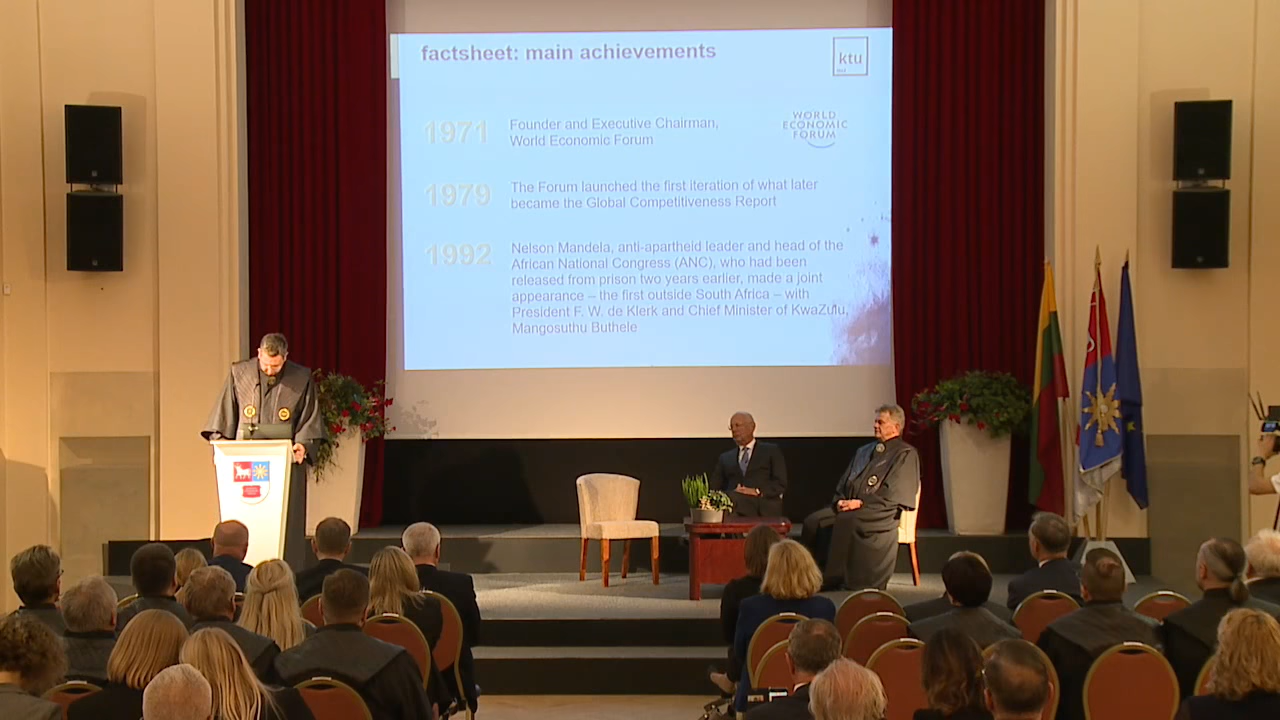 factsheet: main achievements
ktu
1971
Founder and Executive Chairman,
World Economic Forum
WORLD
ECONOMIC
FORUM
1979
The Forum launched the first iteration of what later
became the Global Competitiveness Report
1992
Nelson Mandela, anti-apartheid leader and head of the
African National Congress (ANC), who had been
released from prison two years earlier, made a joint
appearance – the first outside South Africa – with
President F. W. de Klerk and Chief Minister of KwaZulu,
Mangosuthu Buthele